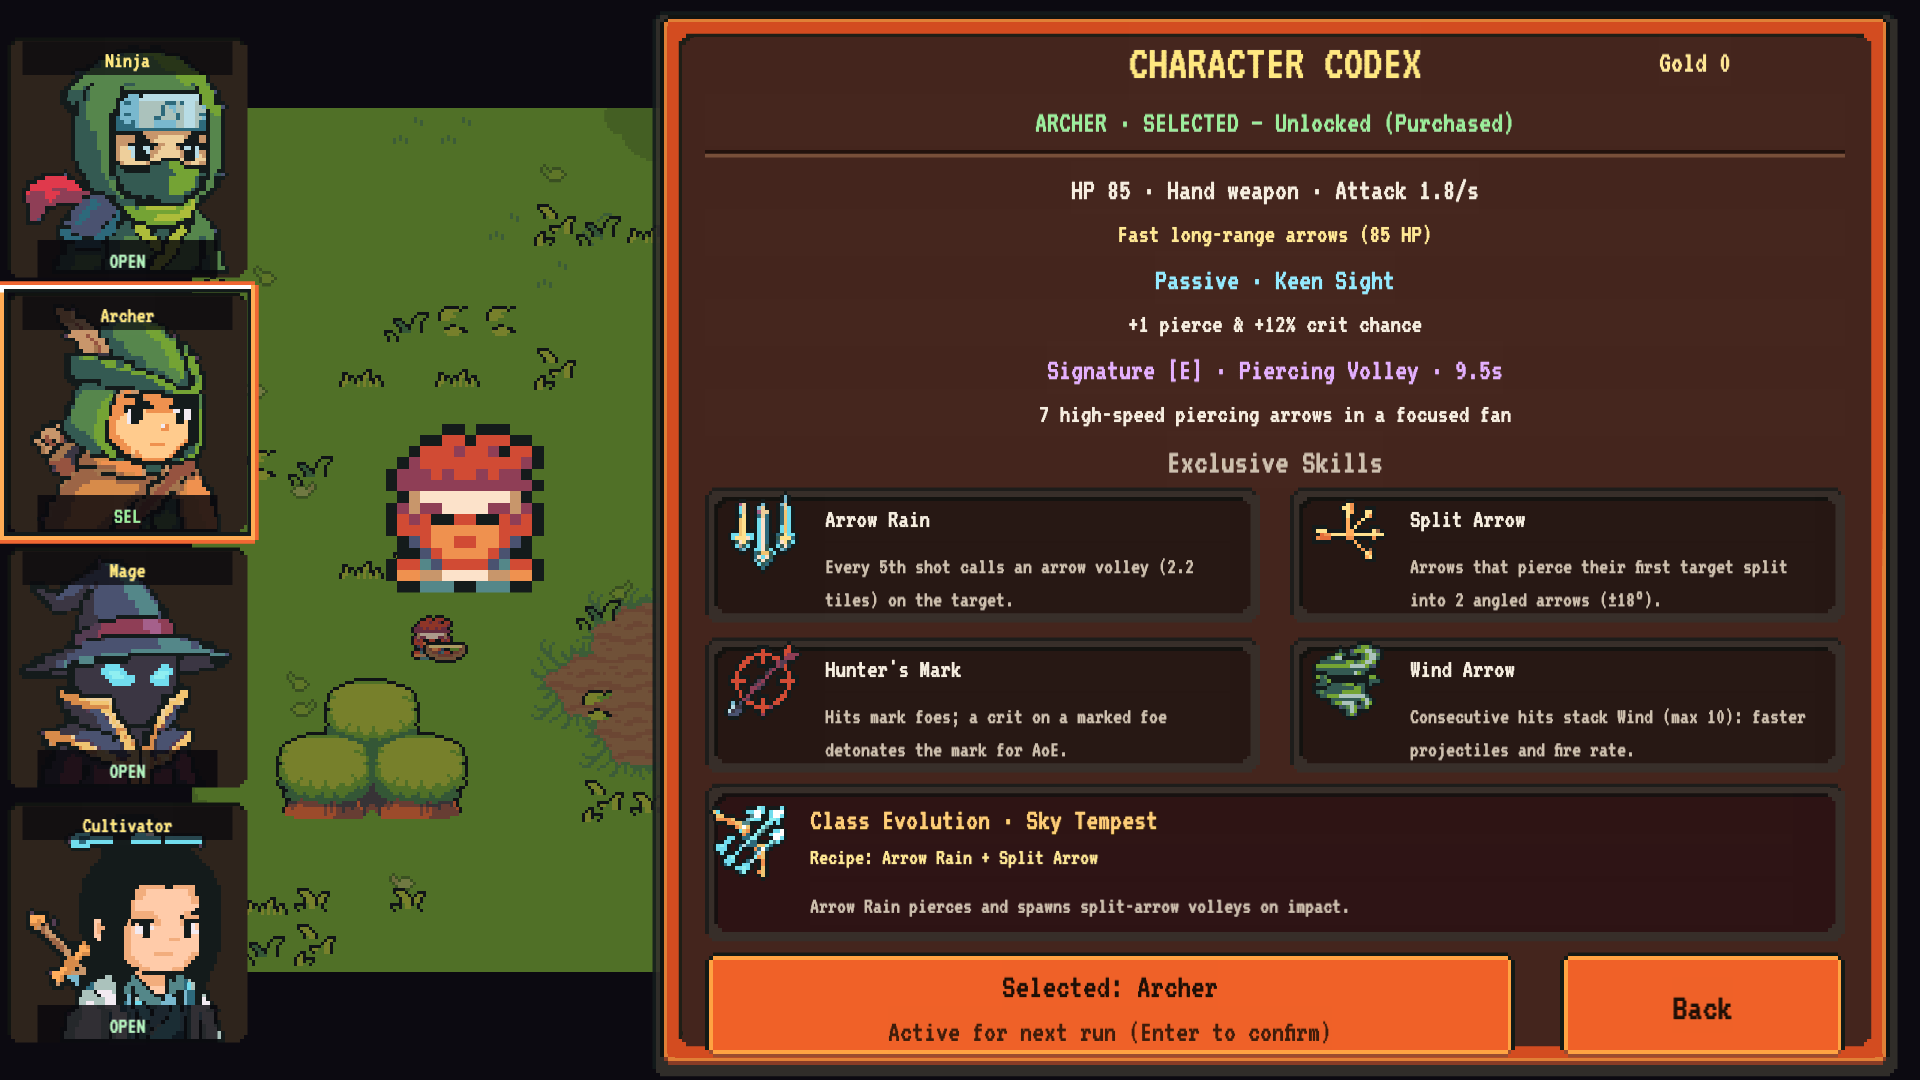 Ninja
OPEN
Archer
SEL
Mage
OPEN
Cultivator
OPEN
CHARACTER CODEX
Gold 0
ARCHER · SELECTED – Unlocked (Purchased)
HP 85 · Hand weapon · Attack 1.8/s
Fast long-range arrows (85 HP)
Passive · Keen Sight
+1 pierce & +12% crit chance
Signature [E] · Piercing Volley · 9.5s
7 high-speed piercing arrows in a focused fan
Exclusive Skills
Arrow Rain
Every 5th shot calls an arrow volley (2.2
tiles) on the target.
Split Arrow
Arrows that pierce their first target split
into 2 angled arrows (±18°).
Hunter's Mark
Hits mark foes; a crit on a marked foe
detonates the mark for AoE.
Wind Arrow
Consecutive hits stack Wind (max 10): faster
projectiles and fire rate.
Class Evolution · Sky Tempest
Recipe: Arrow Rain + Split Arrow
Arrow Rain pierces and spawns split-arrow volleys on impact.
Selected: Archer
Active for next run (Enter to confirm)
Back